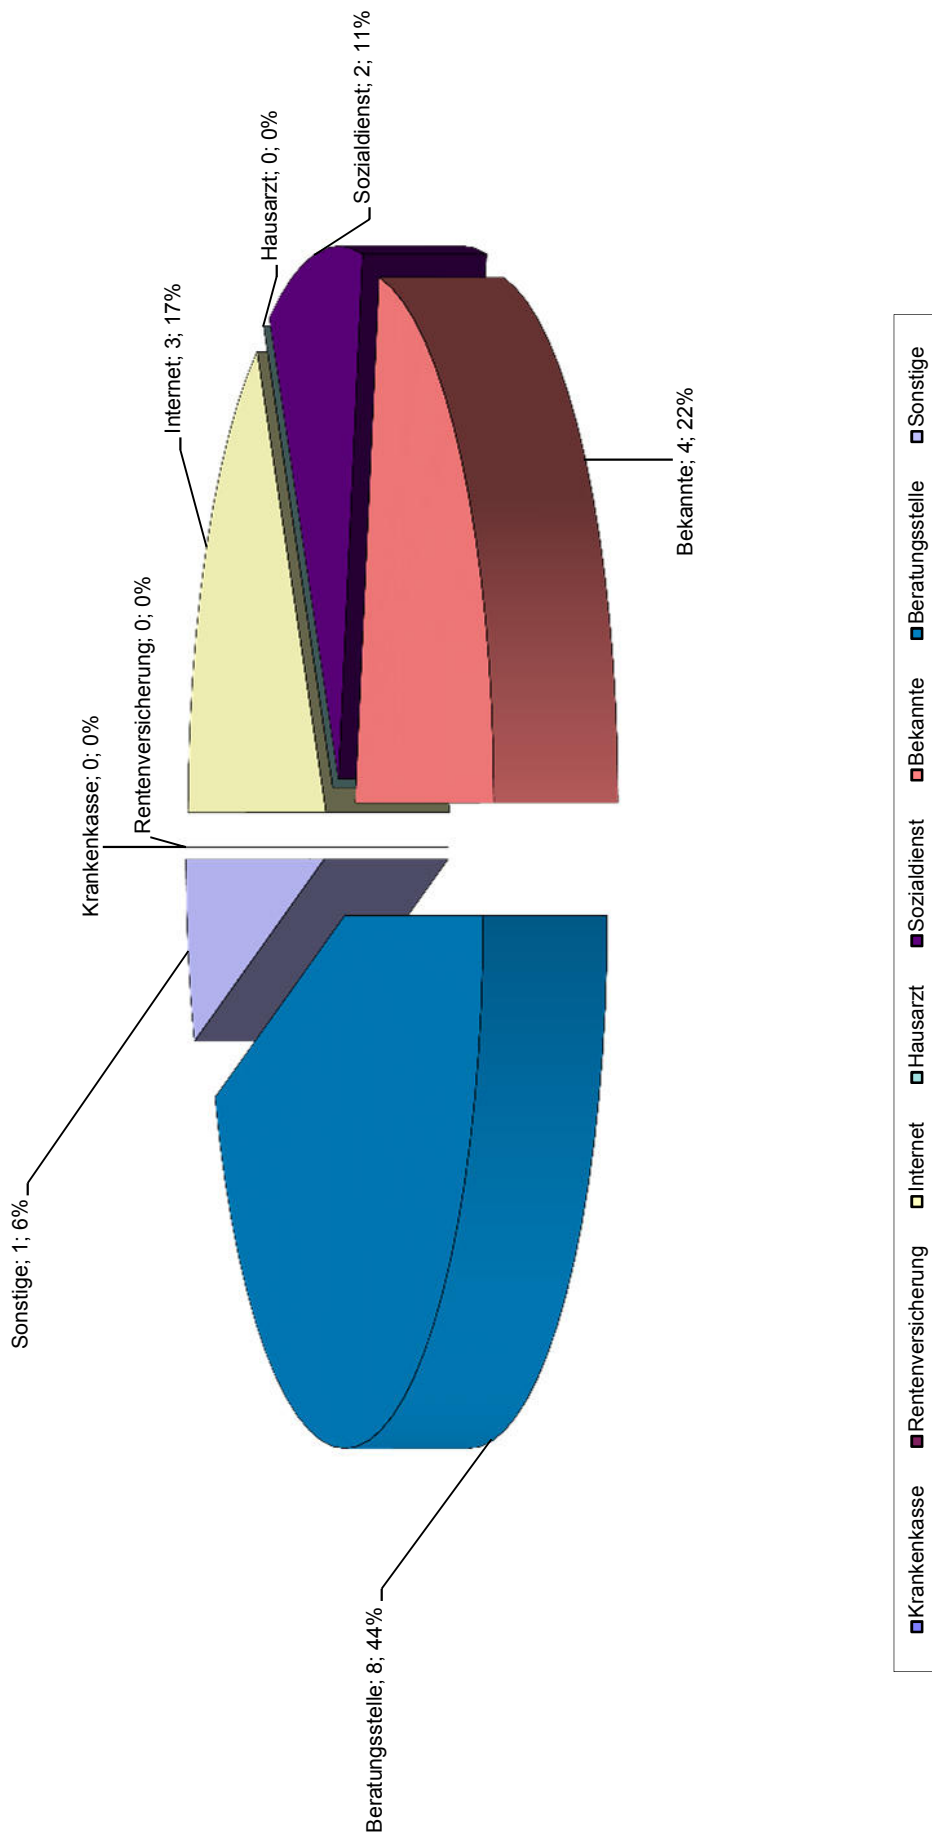 Krankenkasse; 0; 0%
Rentenversicherung; 0; 0%
Internet; 3; 17%
Hausarzt; 0; 0%
Sozialdienst; 2; 11%
Bekannte; 4; 22%
Beratungsstelle; 8; 44%
Sonstige; 1; 6%
Krankenkasse Rentenversicherung Internet Hausarzt Sozialdienst Bekannte Beratungsstelle Sonstige